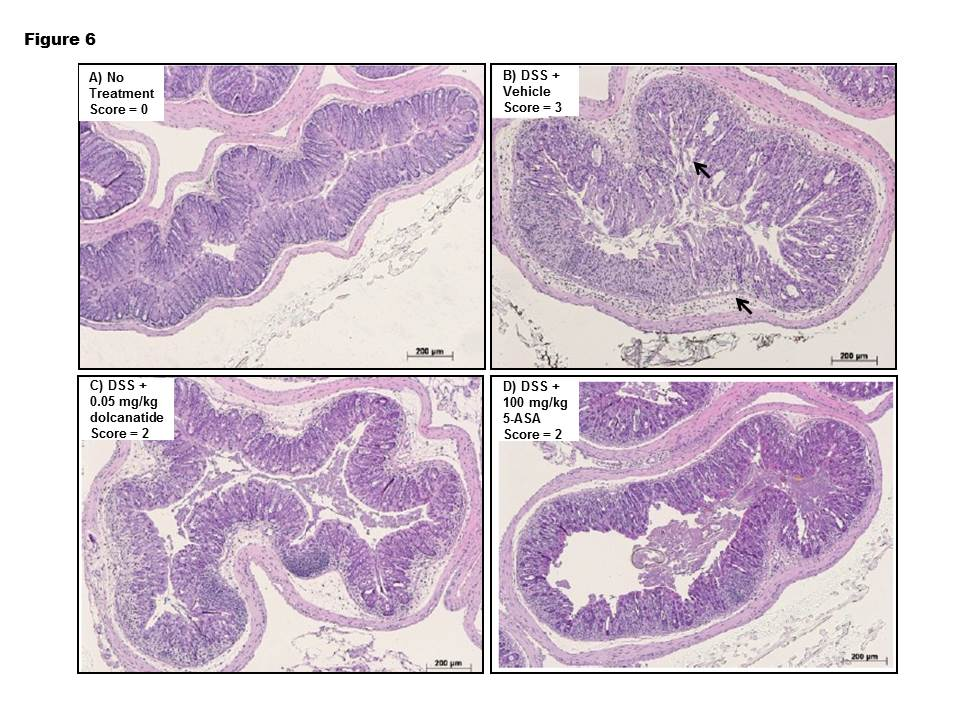 Figure 6
A) No
Treatment
Score = 0
200 µm
B) DSS +
Vehicle
Score = 3
200 µm
C) DSS +
0.05 mg/kg
dolcanatide
Score = 2
200 µm
D) DSS +
100 mg/kg
5-ASA
Score = 2
200 µm